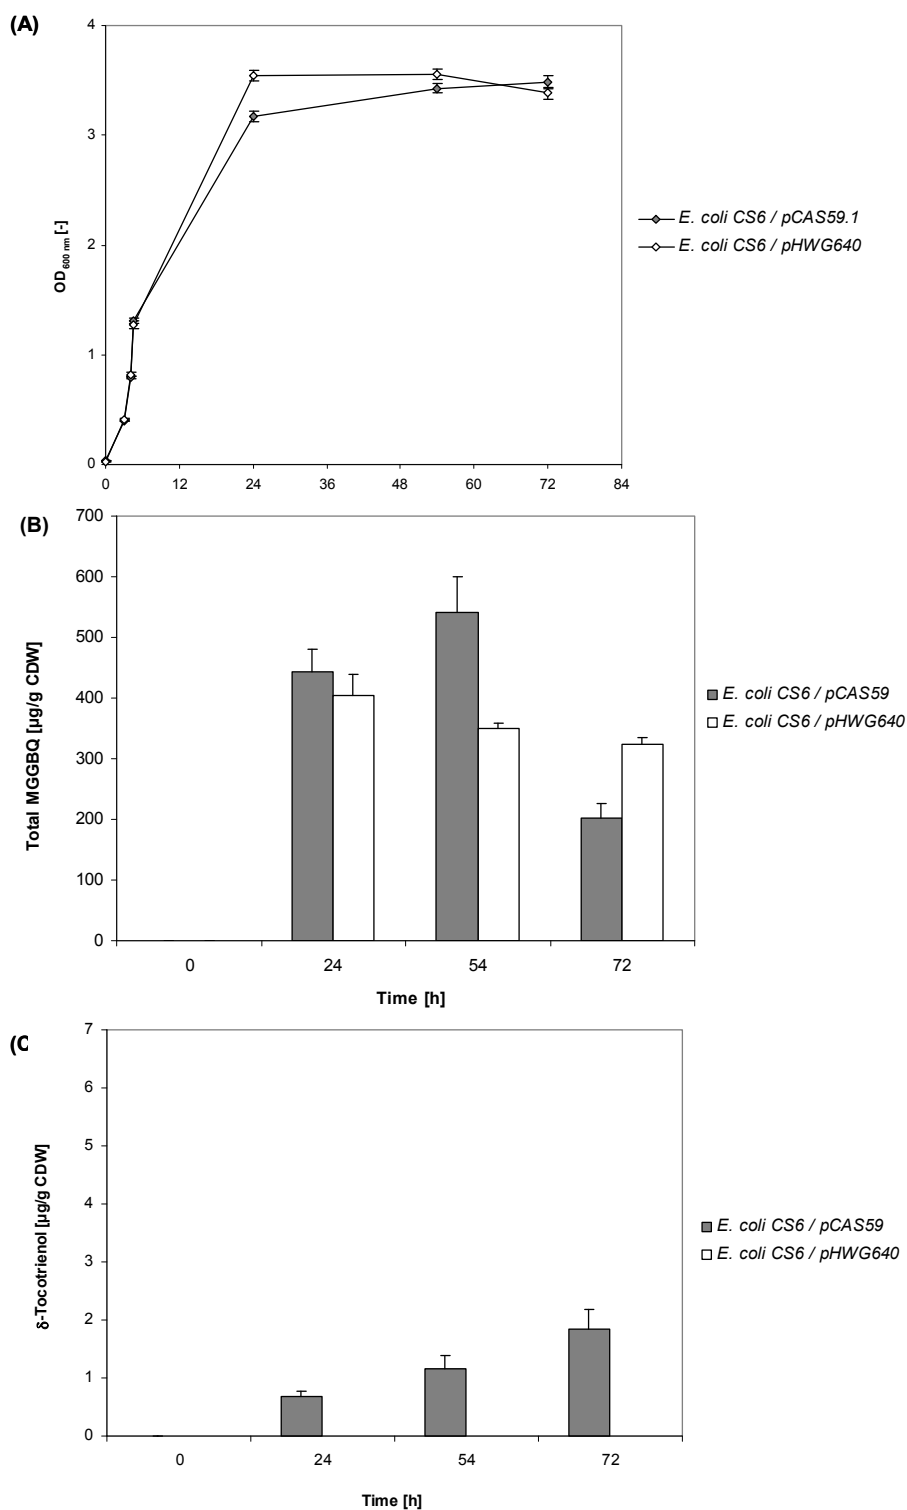 (A)
4
3
2
1
0
OD600 nm [-]
0 12 24 36 48 60 72 84
E. coli CS6 / pCAS59.1
E. coli CS6 / pHWG640
(B)
700
600
500
400
300
200
100
0
Total MGGBQ [µg/g CDW]
0 24 54 72
Time [h]
E. coli CS6 / pCAS59
E. coli CS6 / pHWG640
(C
7
6
5
4
3
2
1
0
δ-Tocotrienol [µg/g CDW]
0 24 54 72
Time [h]
E. coli CS6 / pCAS59
E. coli CS6 / pHWG640